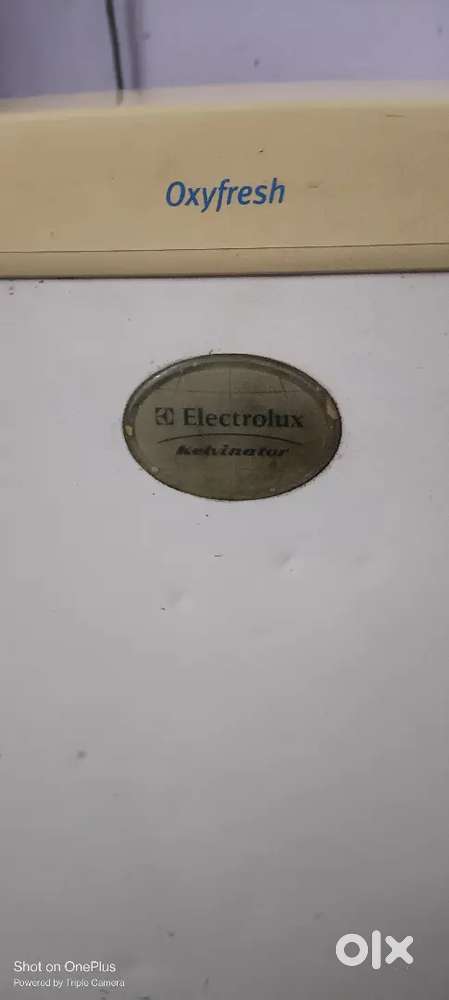 Oxyfresh
Electrolux
Kelvinator
Shot on OnePlus
Powered by Triple Camera
olx